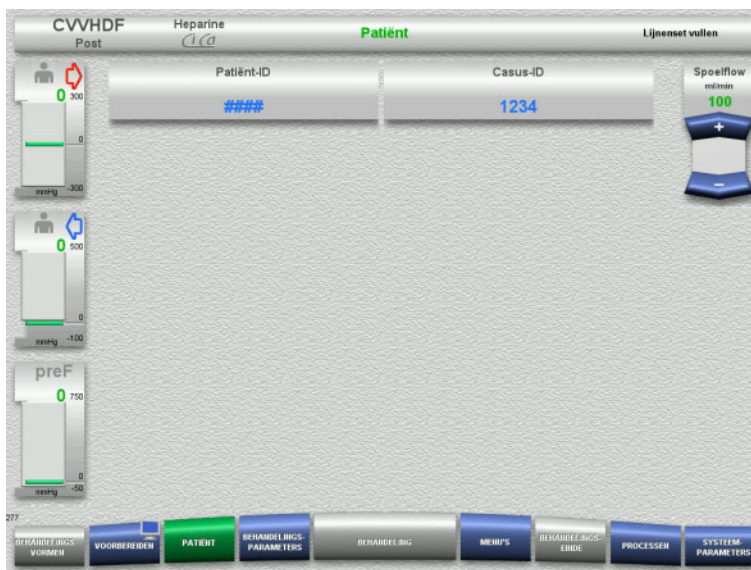 CVVHDF
Post
Heparine
Ci Ca
Patiënt
Lijnenset vullen
0
300
0
-300
mmHg
Patiënt-ID
####
Casus-ID
1234
Spoelflow
ml/min
100
+
−
0
500
0
-100
mmHg
preF
0
750
0
-50
mmHg
277
BEHANDELINGS-
VORMEN
VOORBEREIDEN
PATIËNT
BEHANDELINGS-
PARAMETERS
BEHANDELING
MENU'S
BEHANDELINGS-
EINDE
PROCESSEN
SYSTEEM-
PARAMETERS